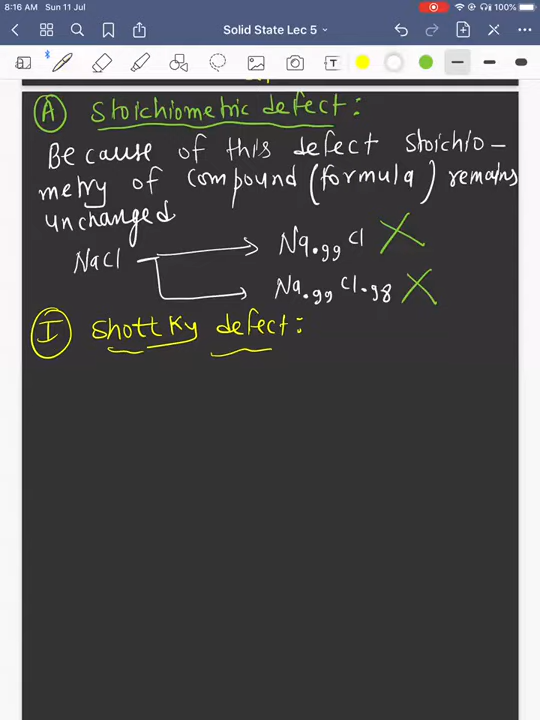 8:16 AM Sun 11 Jul 100%
Solid State Lec 5
T
A Stoichiometric defect:
Because of this defect stoichio-
metry of compound (formula) remains
unchanged
NaCl Na.99 Cl X
Na.99 Cl.98 X
I Shottky defect: